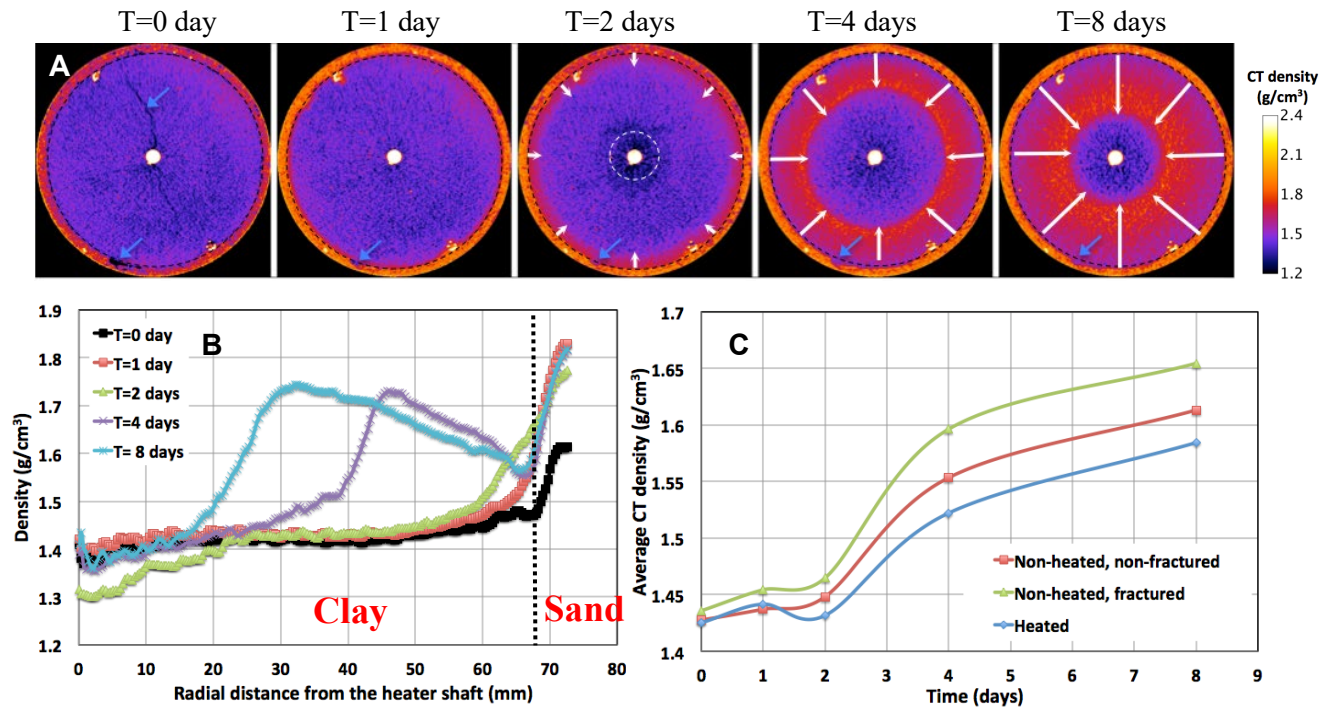 T=0 day
T=1 day
T=2 days
T=4 days
T=8 days
A
CT density
(g/cm³)
2.4
2.1
1.8
1.5
1.2
B
1.9
1.8
1.7
1.6
1.5
1.4
1.3
1.2
Density (g/cm³)
T=0 day
T=1 day
T=2 days
T=4 days
T= 8 days
Clay
Sand
0
10
20
30
40
50
60
70
80
Radial distance from the heater shaft (mm)
C
1.7
1.65
1.6
1.55
1.5
1.45
1.4
Average CT density (g/cm³)
Non-heated, non-fractured
Non-heated, fractured
Heated
0
1
2
3
4
5
6
7
8
9
Time (days)